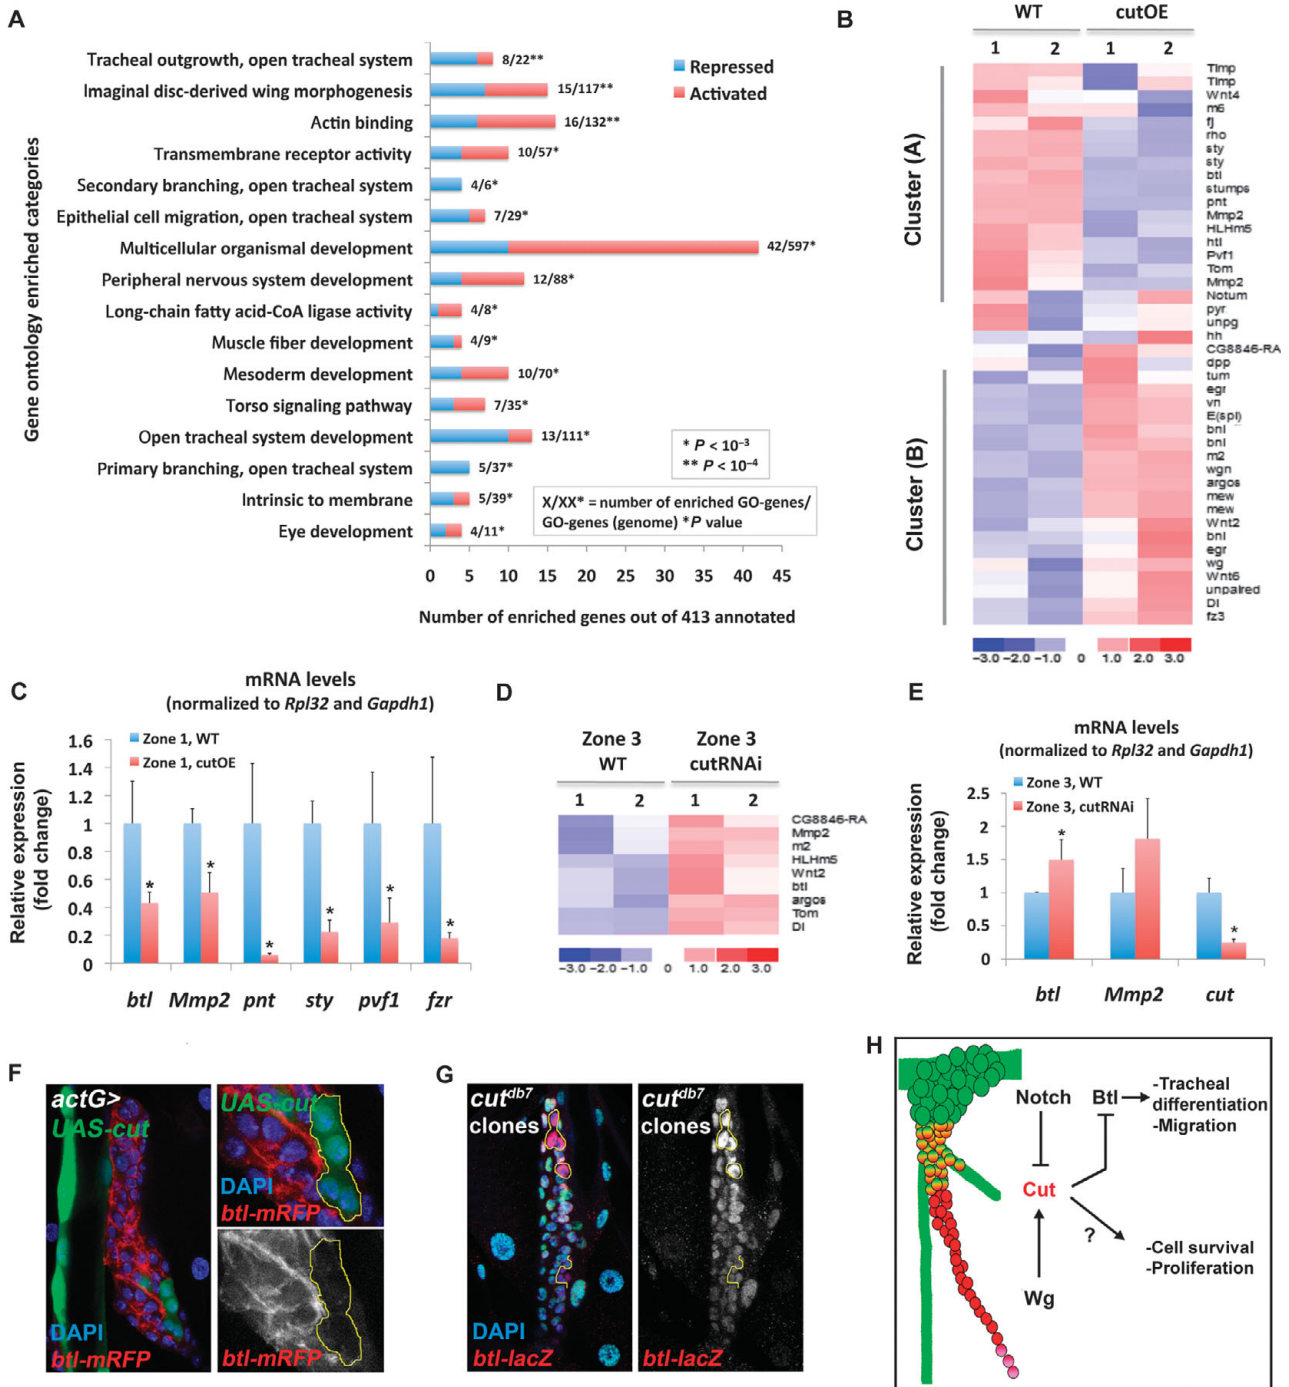 A
Gene ontology enriched categories
Tracheal outgrowth, open tracheal system
8/22**
Imaginal disc-derived wing morphogenesis
15/117**
Actin binding
16/132**
Transmembrane receptor activity
10/57*
Secondary branching, open tracheal system
4/6*
Epithelial cell migration, open tracheal system
7/29*
Multicellular organismal development
42/597*
Peripheral nervous system development
12/88*
Long-chain fatty acid-CoA ligase activity
4/8*
Muscle fiber development
4/9*
Mesoderm development
10/70*
Torso signaling pathway
7/35*
Open tracheal system development
13/111*
Primary branching, open tracheal system
5/37*
Intrinsic to membrane
5/39*
Eye development
4/11*
Repressed
Activated
* P < 10⁻³
** P < 10⁻⁴
X/XX* = number of enriched GO-genes/
GO-genes (genome) *P value
0 5 10 15 20 25 30 35 40 45
Number of enriched genes out of 413 annotated
B
WT cutOE
1 2 1 2
Cluster (A)
Cluster (B)
Timp
Timp
Wnt4
m6
fj
rho
sty
sty
btl
stumps
pnt
Mmp2
HLHm5
htl
Pvf1
Tom
Mmp2
Notum
pyr
unpg
hh
CG8846-RA
dpp
tum
egr
vn
E(spl)
bnl
bnl
m2
wgn
argos
mew
mew
Wnt2
bnl
egr
wg
Wnt6
unpaired
Dl
fz3
−3.0 −2.0 −1.0 0 1.0 2.0 3.0
C
mRNA levels
(normalized to Rpl32 and Gapdh1)
Zone 1, WT
Zone 1, cutOE
Relative expression
(fold change)
1.6
1.4
1.2
1
0.8
0.6
0.4
0.2
0
* * * * * *
btl Mmp2 pnt sty pvf1 fzr
D
Zone 3
WT
Zone 3
cutRNAi
1 2 1 2
CG8846-RA
Mmp2
m2
HLHm5
Wnt2
btl
argos
Tom
Dl
−3.0 −2.0 −1.0 0 1.0 2.0 3.0
E
mRNA levels
(normalized to Rpl32 and Gapdh1)
Zone 3, WT
Zone 3, cutRNAi
Relative expression
(fold change)
2.5
2
1.5
1
0.5
0
* *
btl Mmp2 cut
F
actG>
UAS-cut
DAPI
btl-mRFP
UAS-cut
DAPI
btl-mRFP
btl-mRFP
G
cutᵈᵇ⁷
clones
DAPI
btl-lacZ
cutᵈᵇ⁷
clones
btl-lacZ
H
Notch
Btl
-Tracheal
differentiation
-Migration
Cut
?
-Cell survival
-Proliferation
Wg